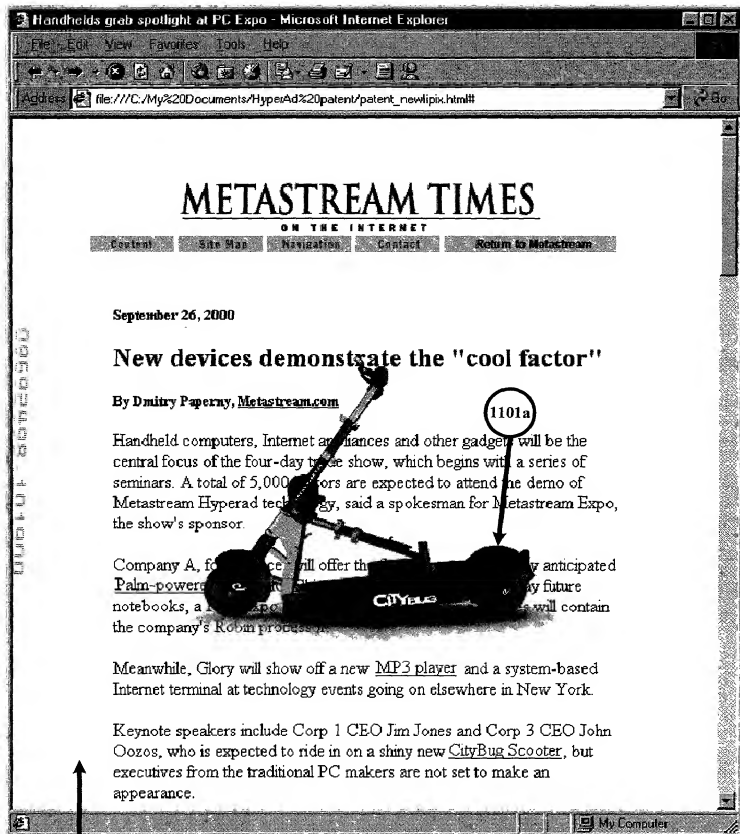 Handhelds grab spotlight at PC Expo - Microsoft Internet Explorer
File Edit View Favorites Tools Help
Address file:///C:/My%20Documents/HyperAd%20patent/patent_newlipix.html# Go
METASTREAM TIMES
ON THE INTERNET
Content Site Map Navigation Contact Return to Metastream
September 26, 2000
New devices demonstrate the "cool factor"
By Dmitry Paperny, Metastream.com
1101a
Handheld computers, Internet appliances and other gadgets will be the
central focus of the four-day trade show, which begins with a series of
seminars. A total of 5,000 are expected to attend the demo of
Metastream Hyperad technology, said a spokesman for Metastream Expo,
the show's sponsor.
Company A, for will offer the anticipated
Palm-powere future
notebooks, a will contain
the company's Robin
CITYBUG
Meanwhile, Glory will show off a new MP3 player and a system-based
Internet terminal at technology events going on elsewhere in New York.
Keynote speakers include Corp 1 CEO Jim Jones and Corp 3 CEO John
Oozos, who is expected to ride in on a shiny new CityBug Scooter, but
executives from the traditional PC makers are not set to make an
appearance.
My Computer